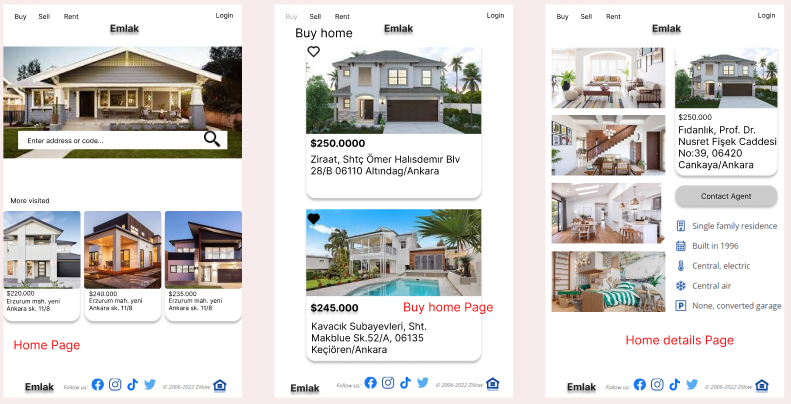 Buy Sell Rent Login
Emlak
Enter address or code...
More visited
$220.000
Erzurum mah. yeni
Ankara sk. 11/8
$240.000
Erzurum mah. yeni
Ankara sk. 11/8
$235.000
Erzurum mah. yeni
Ankara sk. 11/8
Home Page
Emlak Follow us: © 2006-2022 Zillow
Buy Sell Rent Login
Emlak
Buy home
$250.0000
Ziraat, Shtç Ömer Halısdemır Blv
28/B 06110 Altındag/Ankara
$245.000
Buy home Page
Kavacık Subayevleri, Sht.
Makblue Sk.52/A, 06135
Keçiören/Ankara
Emlak Follow us: © 2006-2022 Zillow
Buy Sell Rent Login
Emlak
$250.000
Fıdanlık, Prof. Dr.
Nusret Fişek Caddesi
No:39, 06420
Cankaya/Ankara
Contact Agent
Single family residence
Built in 1996
Central, electric
Central air
P None, converted garage
Home details Page
Emlak Follow us: © 2006-2022 Zillow